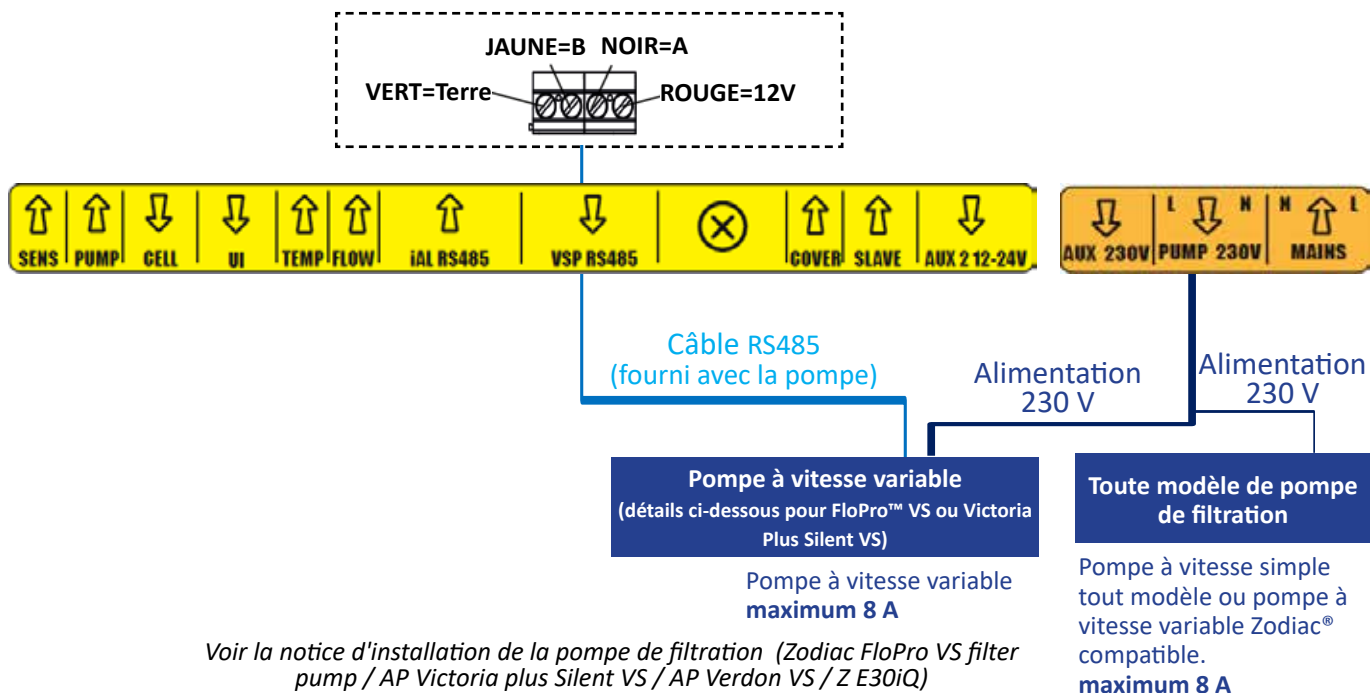 JAUNE=B NOIR=A
VERT=Terre ROUGE=12V
SENS PUMP CELL UI TEMP FLOW iAL RS485 VSP RS485 COVER SLAVE AUX 2 12-24V
L N N L
AUX 230V PUMP 230V MAINS
Câble RS485
(fourni avec la pompe)
Alimentation
230 V
Alimentation
230 V
Pompe à vitesse variable
(détails ci-dessous pour FloPro™ VS ou Victoria
Plus Silent VS)
Pompe à vitesse variable
maximum 8 A
Toute modèle de pompe
de filtration
Pompe à vitesse simple
tout modèle ou pompe à
vitesse variable Zodiac®
compatible.
maximum 8 A
Voir la notice d'installation de la pompe de filtration (Zodiac FloPro VS filter
pump / AP Victoria plus Silent VS / AP Verdon VS / Z E30iQ)